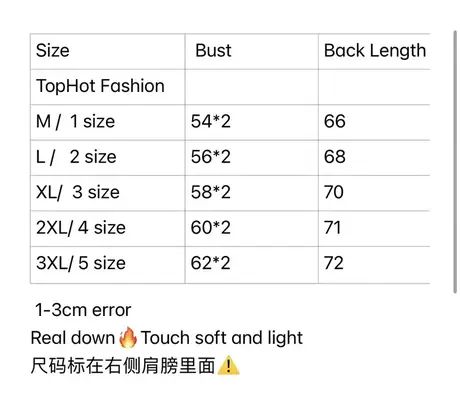 Size Bust Back Length
TopHot Fashion
M / 1 size 54*2 66
L / 2 size 56*2 68
XL/ 3 size 58*2 70
2XL/ 4 size 60*2 71
3XL/ 5 size 62*2 72
1-3cm error
Real down🔥Touch soft and light
尺码标在右侧肩膀里面⚠️